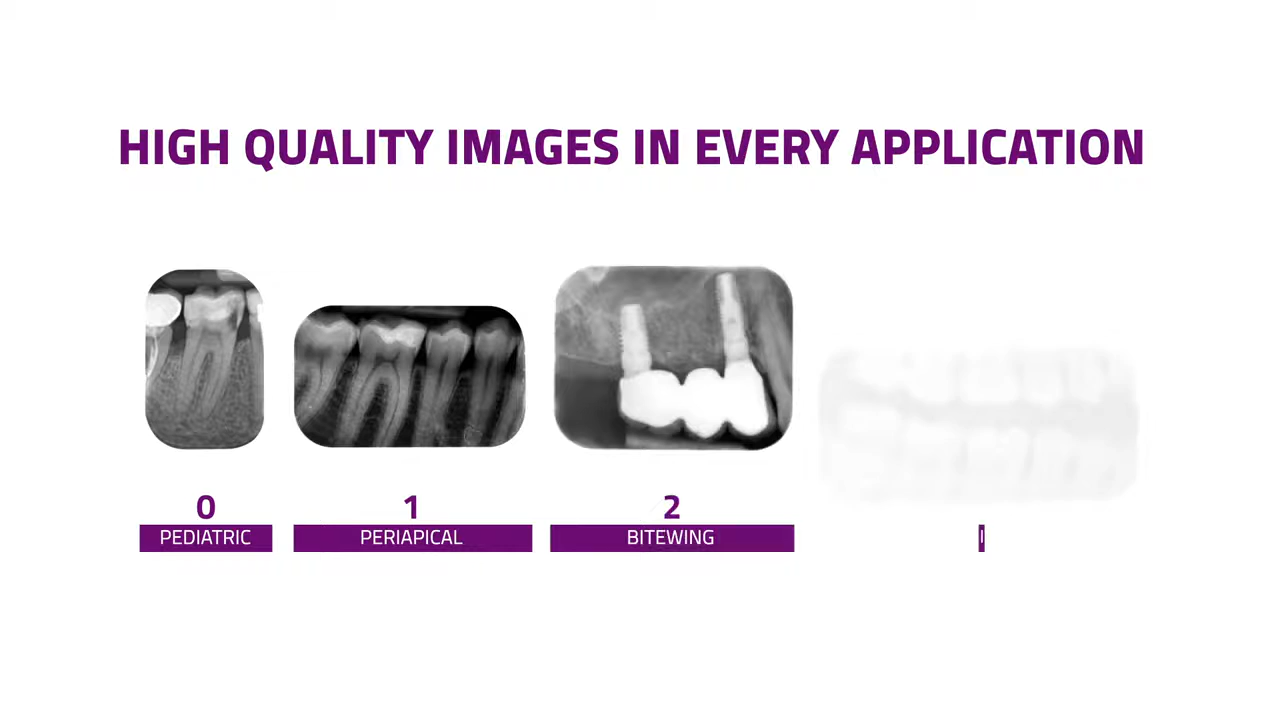 HIGH QUALITY IMAGES IN EVERY APPLICATION
0
PEDIATRIC
1
PERIAPICAL
2
BITEWING